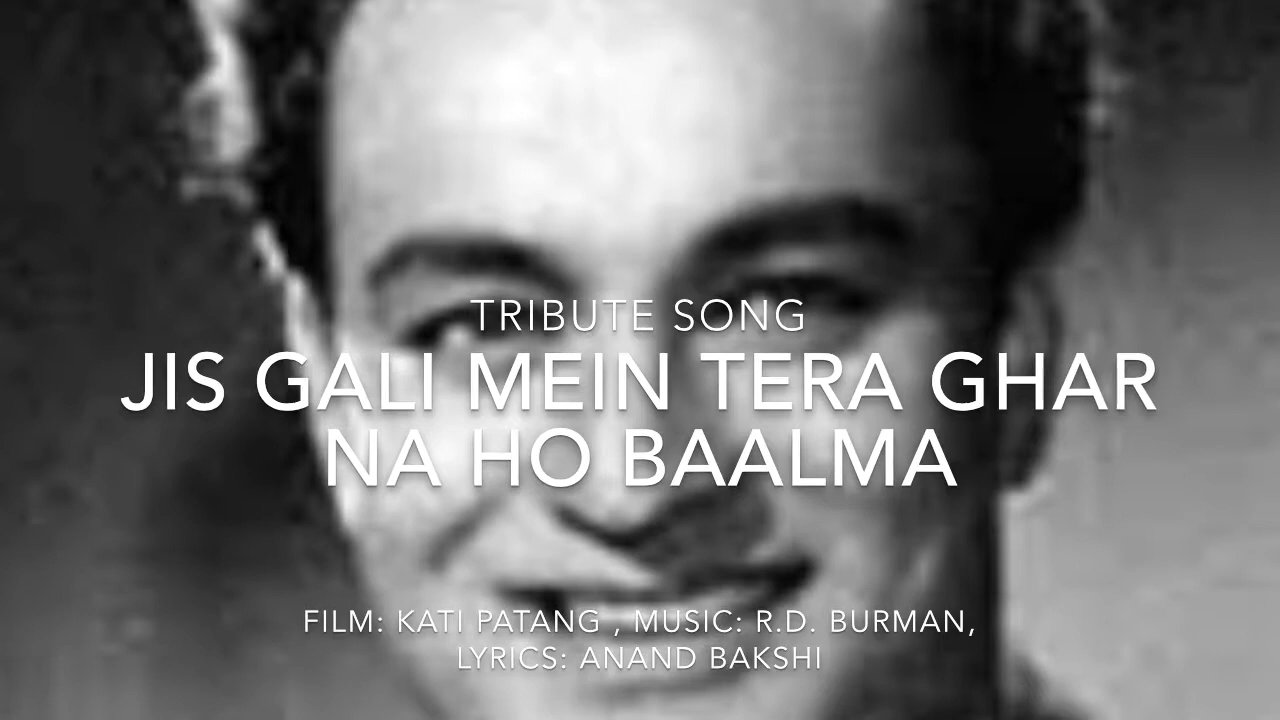 TRIBUTE SONG
JIS GALI MEIN TERA GHAR
NA HO BAALMA
FILM: KATI PATANG , MUSIC: R.D. BURMAN,
LYRICS: ANAND BAKSHI